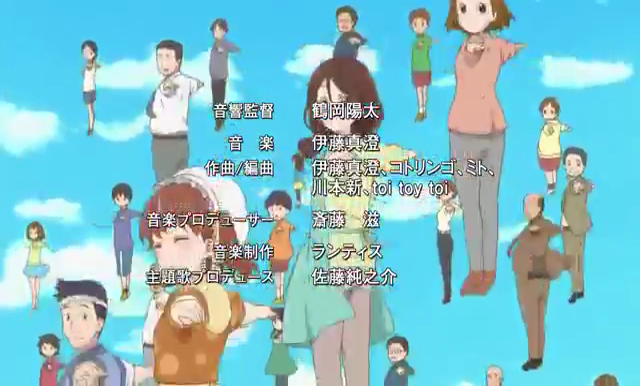 音響監督 鶴岡陽太
音 楽 伊藤真澄
作曲/編曲 伊藤真澄、コトリンゴ、ミト、
川本新、toi toy toi
音楽プロデューサー 斎藤 滋
音楽制作 ランティス
主題歌プロデュース 佐藤純之介